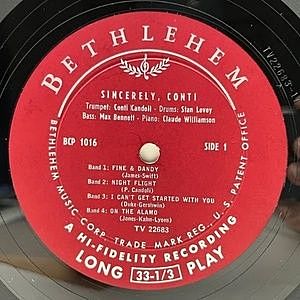 BETHLEHEM
SINCERELY, CONTI
Trumpet: Conti Candoli - Drums: Stan Levey
Bass: Max Bennett - Piano: Claude Williamson
BCP 1016
SIDE 1
Band 1: FINE & DANDY
(James-Swift)
Band 2: NIGHT FLIGHT
(P. Candoli)
Band 3: I CAN'T GET STARTED WITH YOU
(Duke-Gershwin)
Band 4: ON THE ALAMO
(Jones-Kahn-Lyons)
TV 22683
BETHLEHEM MUSIC CORP. TRADE MARK REG. U.S. PATENT OFFICE
A HI-FIDELITY RECORDING
LONG 33-1/3 PLAY